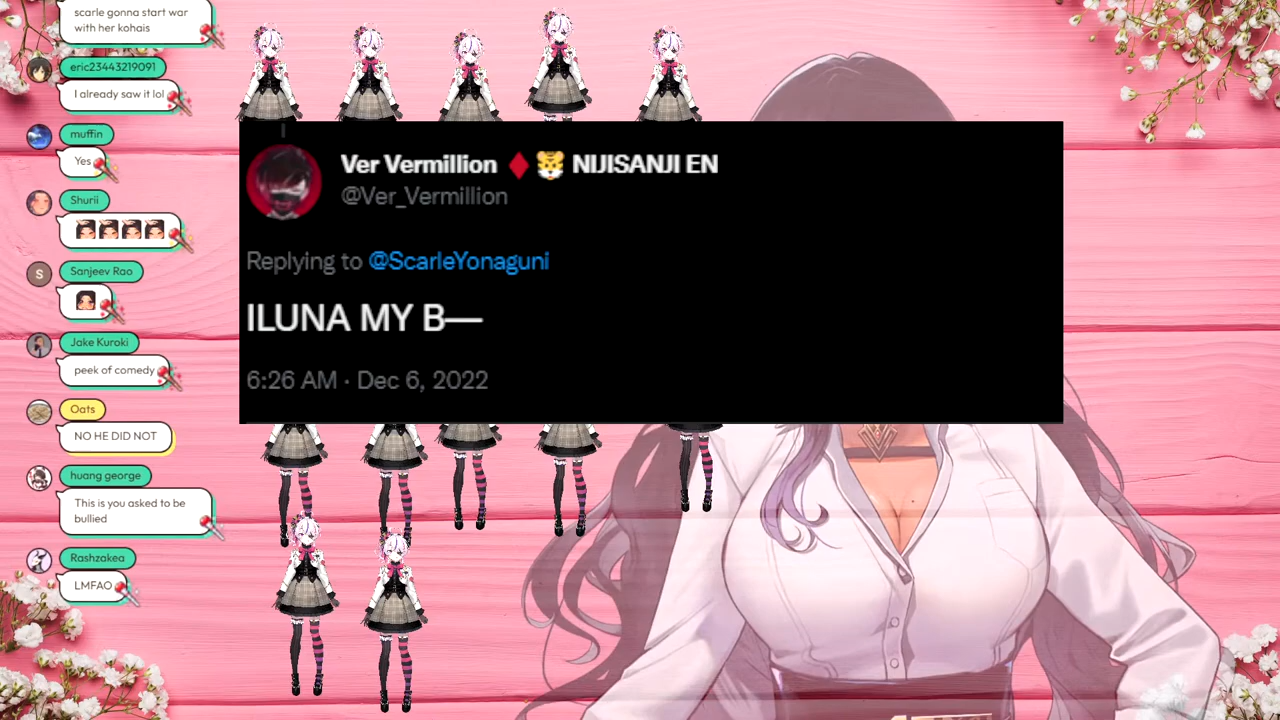 scarle gonna start war
with her kohais
eric23443219091
I already saw it lol
muffin
Yes
Shurii
S
Sanjeev Rao
Jake Kuroki
peek of comedy
Oats
NO HE DID NOT
huang george
This is you asked to be
bullied
Rashzakea
LMFAO
Ver Vermillion ♦️🐯 NIJISANJI EN
@Ver_Vermillion
Replying to @ScarleYonaguni
ILUNA MY B—
6:26 AM · Dec 6, 2022